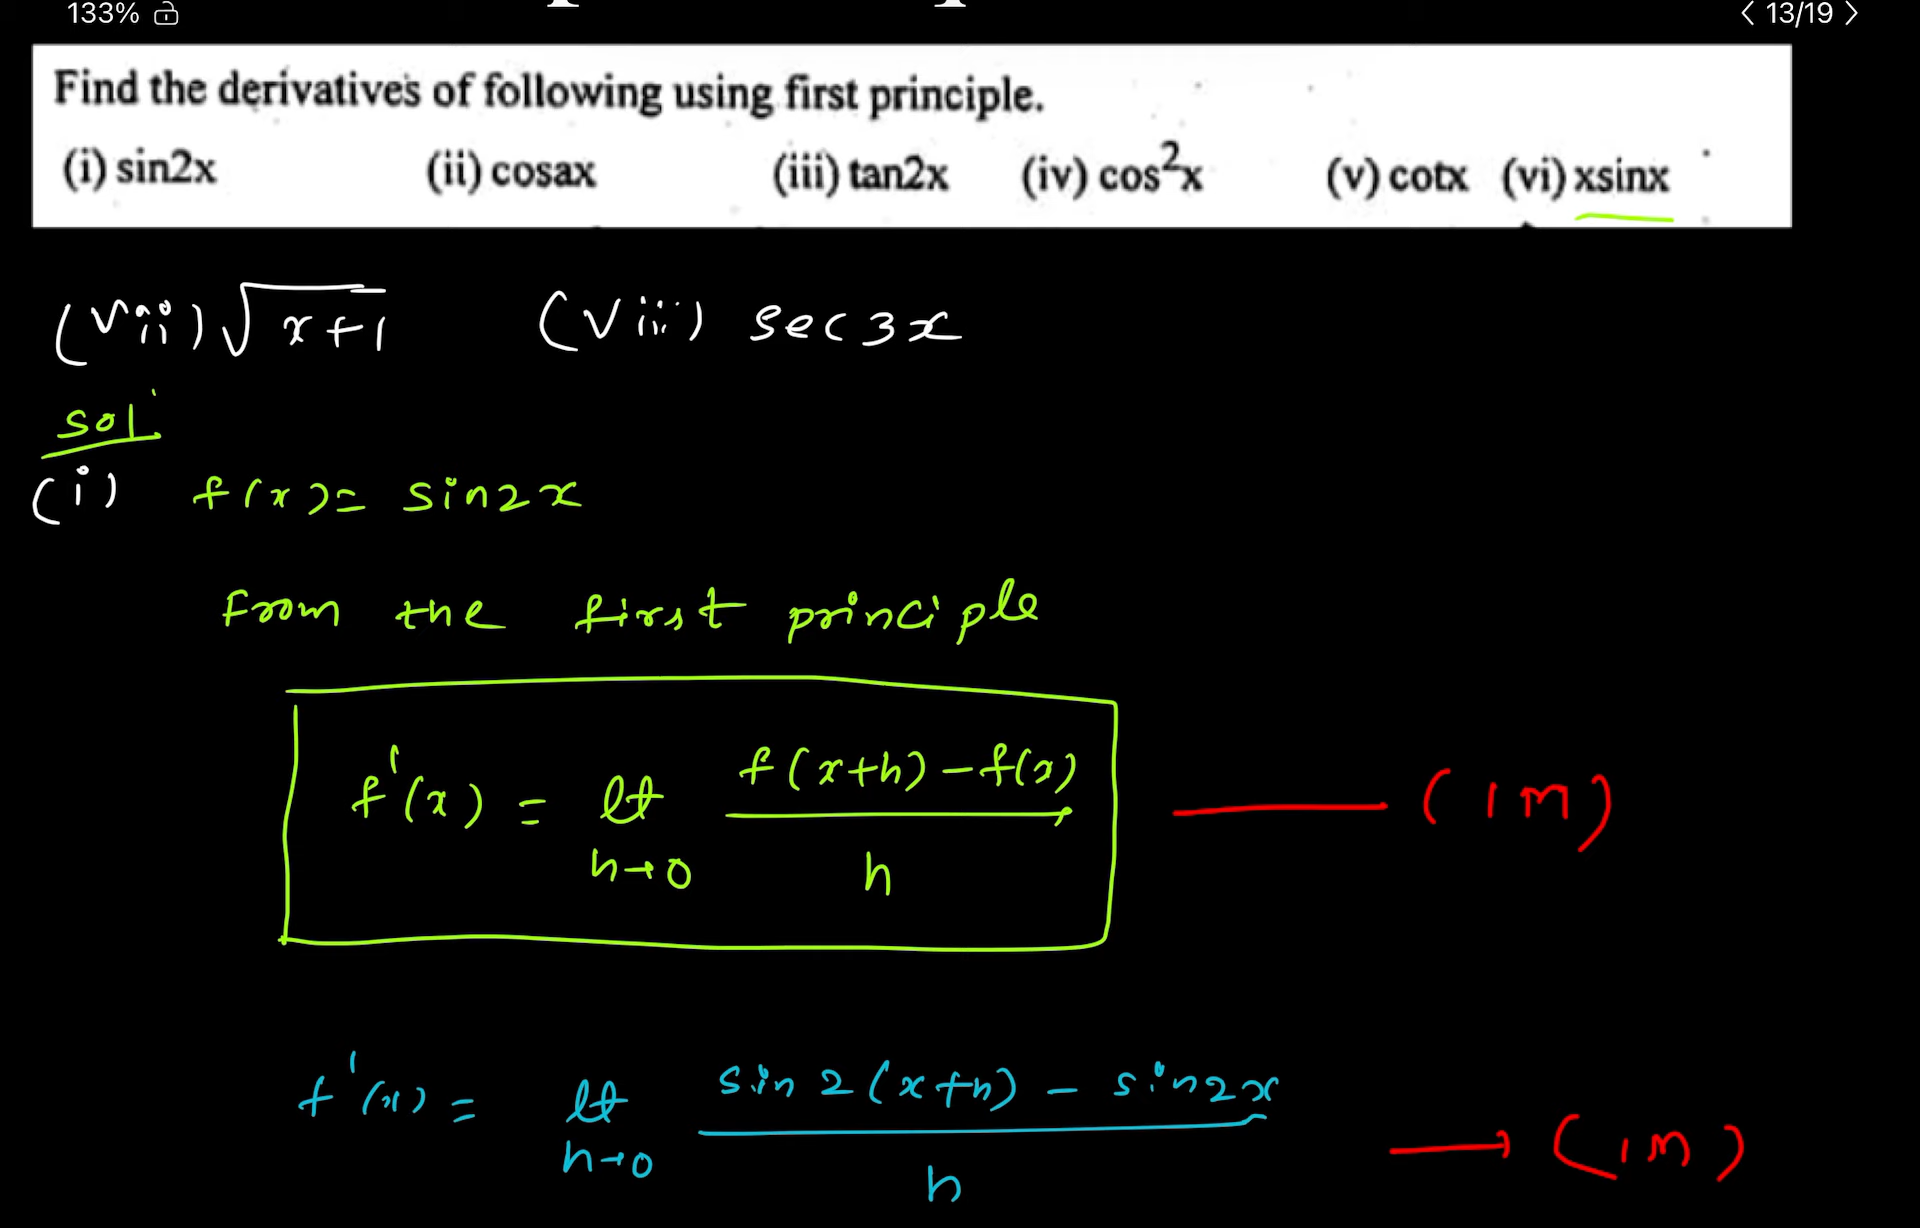 133%
< 13/19 >
Find the derivatives of following using first principle.
(i) sin2x (ii) cosax (iii) tan2x (iv) cos²x (v) cotx (vi) xsinx
(vii) √x+1 (viii) sec3x
sol.
(i) f(x)= sin2x
From the first principle
f'(x) = lt h→0 f(x+h)-f(x) / h —— (1m)
f'(x) = lt h→0 sin 2(x+h) - sin2x / h → (1m)